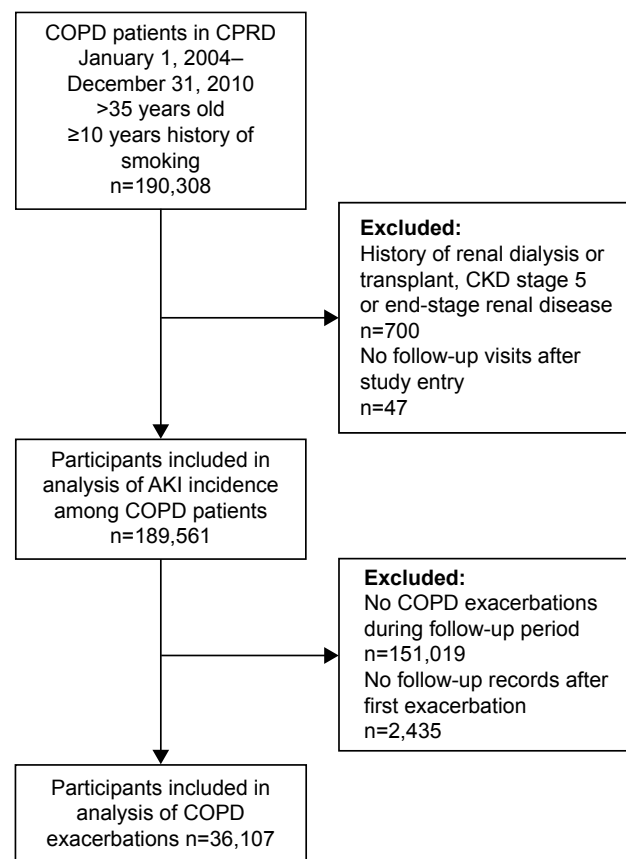 COPD patients in CPRD
January 1, 2004–
December 31, 2010
>35 years old
≥10 years history of
smoking
n=190,308
Excluded:
History of renal dialysis or
transplant, CKD stage 5
or end-stage renal disease
n=700
No follow-up visits after
study entry
n=47
Participants included in
analysis of AKI incidence
among COPD patients
n=189,561
Excluded:
No COPD exacerbations
during follow-up period
n=151,019
No follow-up records after
first exacerbation
n=2,435
Participants included in
analysis of COPD
exacerbations n=36,107